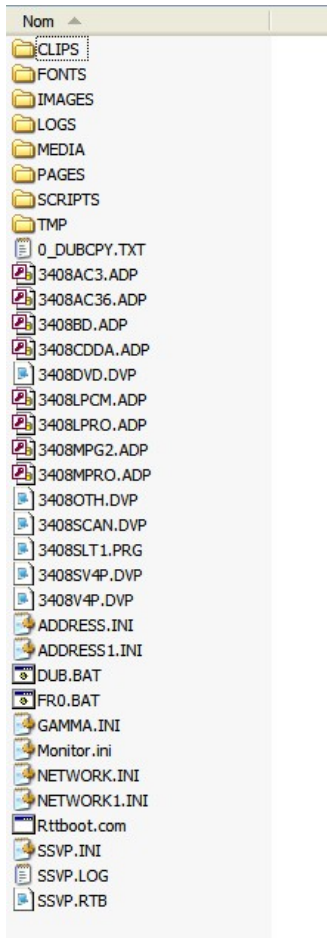 Nom
CLIPS
FONTS
IMAGES
LOGS
MEDIA
PAGES
SCRIPTS
TMP
0_DUBCPY.TXT
3408AC3.ADP
3408AC36.ADP
3408BD.ADP
3408CDDA.ADP
3408DVD.DVP
3408LPCM.ADP
3408LPRO.ADP
3408MPG2.ADP
3408MPRO.ADP
3408OTH.DVP
3408SCAN.DVP
3408SLT1.PRG
3408SV4P.DVP
3408V4P.DVP
ADDRESS.INI
ADDRESS1.INI
DUB.BAT
FR0.BAT
GAMMA.INI
Monitor.ini
NETWORK.INI
NETWORK1.INI
Rttboot.com
SSVP.INI
SSVP.LOG
SSVP.RTB